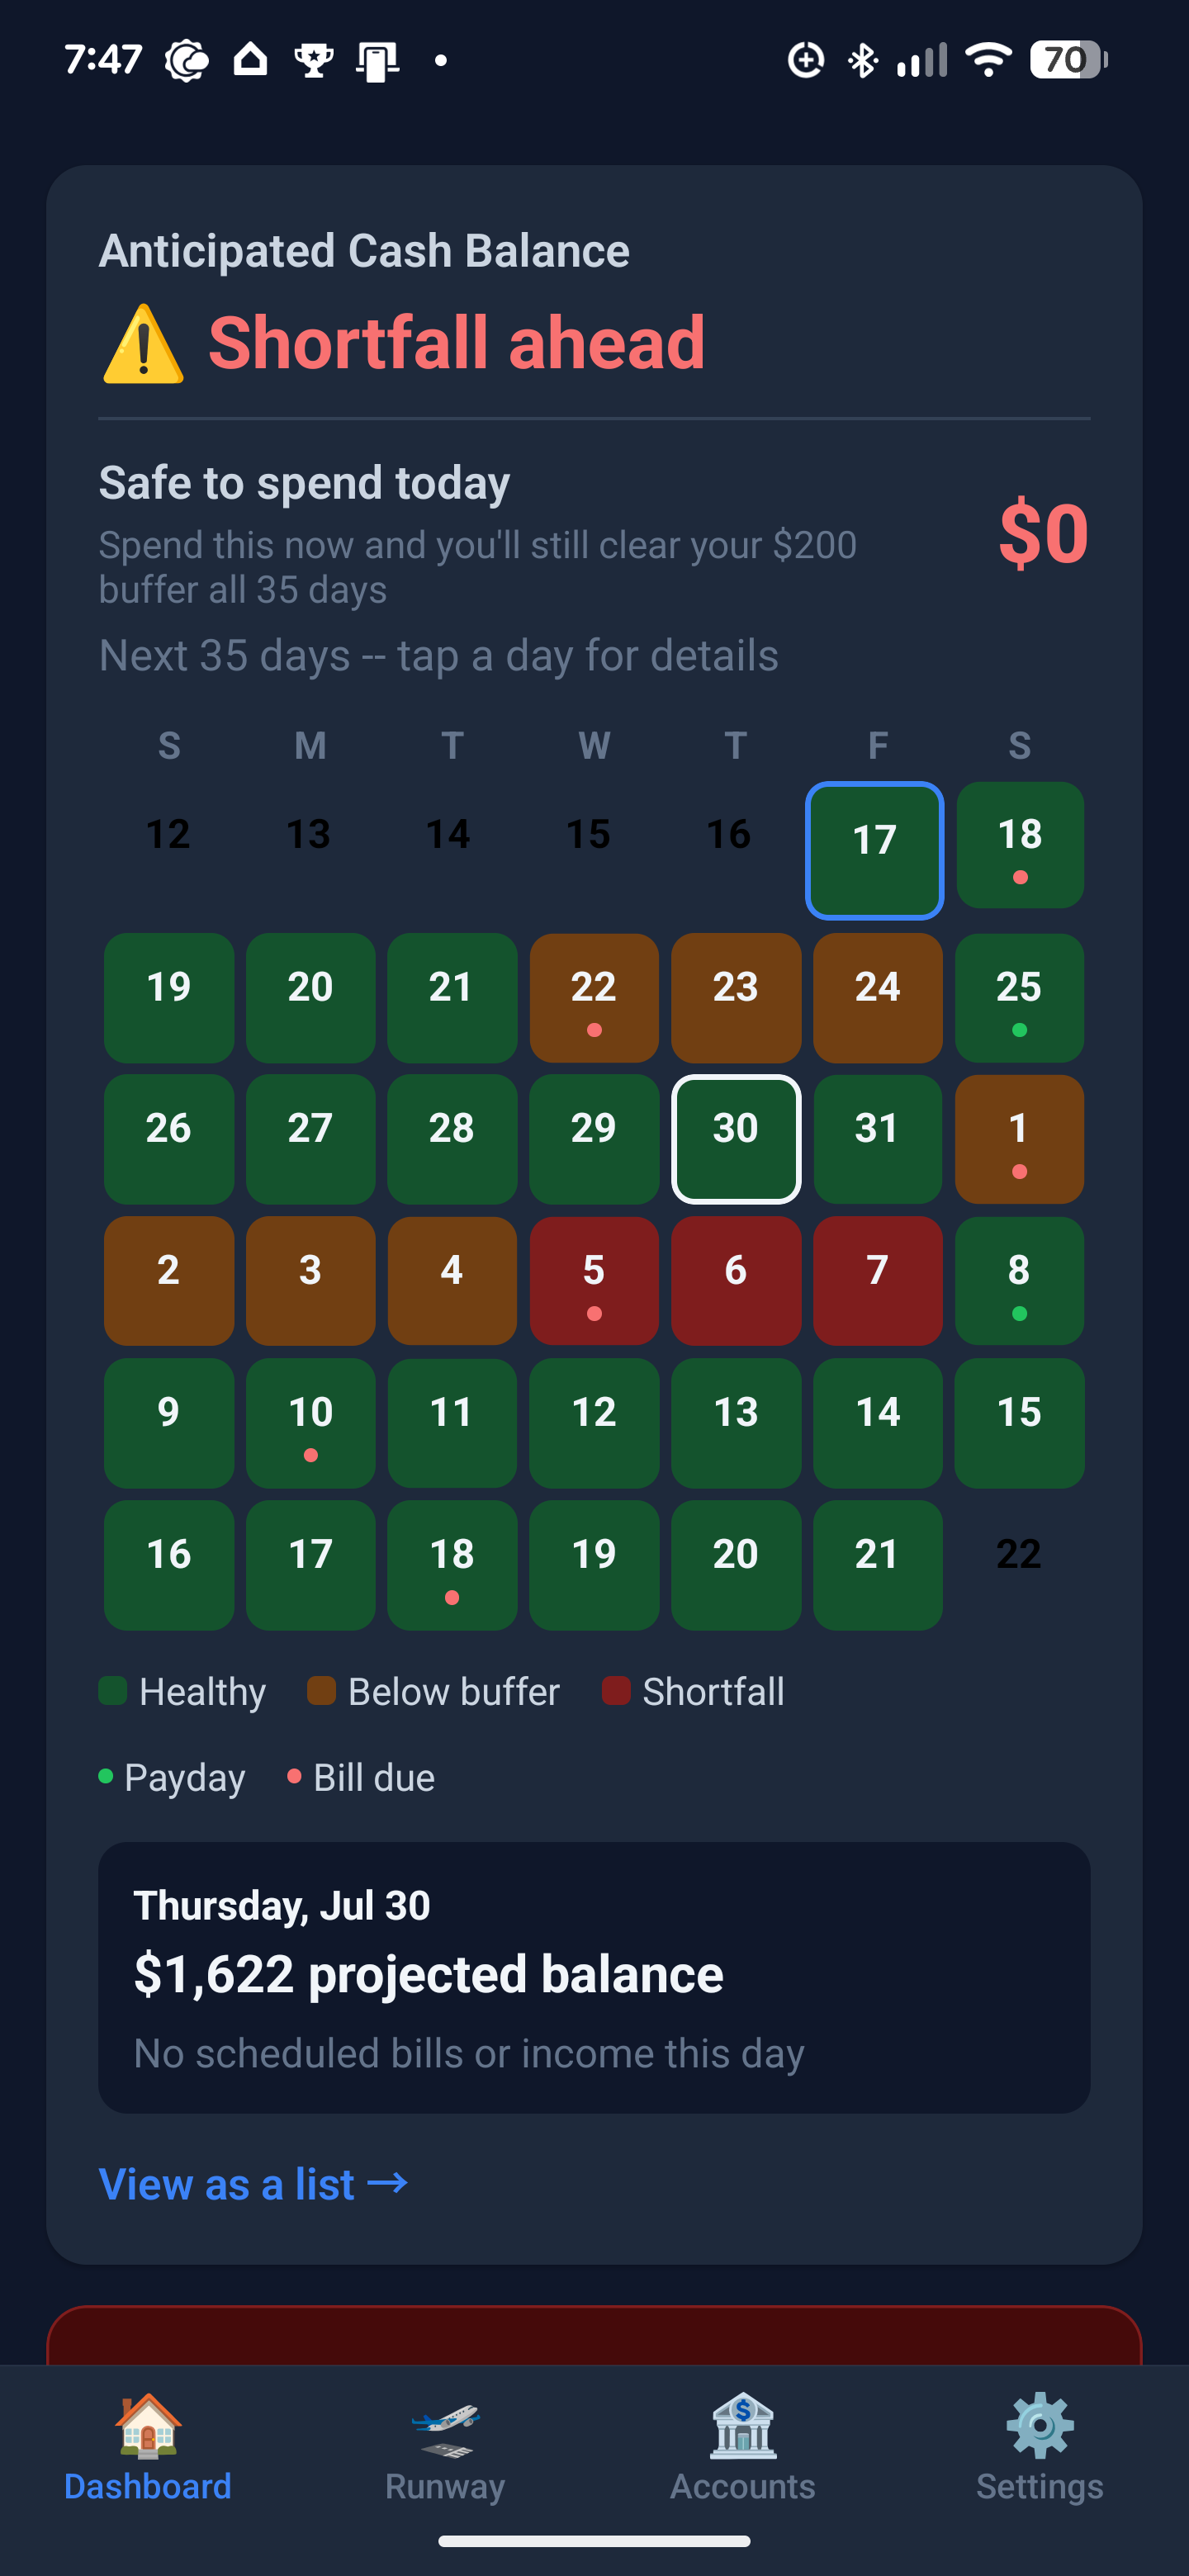 7:47
70
Anticipated Cash Balance
⚠️ Shortfall ahead
Safe to spend today
$0
Spend this now and you'll still clear your $200
buffer all 35 days
Next 35 days -- tap a day for details
S M T W T F S
12 13 14 15 16 17 18
19 20 21 22 23 24 25
26 27 28 29 30 31 1
2 3 4 5 6 7 8
9 10 11 12 13 14 15
16 17 18 19 20 21 22
Healthy Below buffer Shortfall
Payday Bill due
Thursday, Jul 30
$1,622 projected balance
No scheduled bills or income this day
View as a list →
Dashboard Runway Accounts Settings